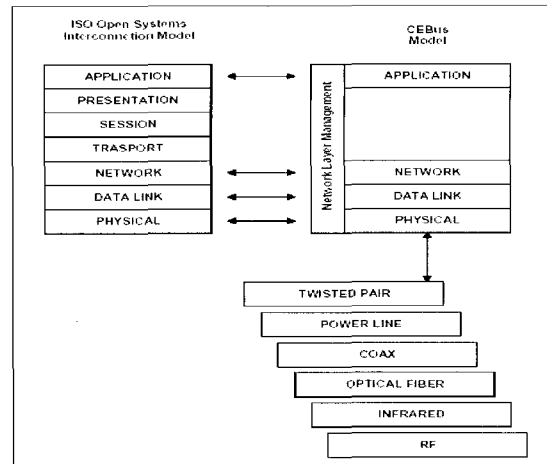 ISO Open Systems
Interconnection Model
CEBus
Model
APPLICATION
PRESENTATION
SESSION
TRASPORT
NETWORK
DATA LINK
PHYSICAL
Network Layer Management
APPLICATION
NETWORK
DATA LINK
PHYSICAL
TWISTED PAIR
POWER LINE
COAX
OPTICAL FIBER
INFRARED
RF